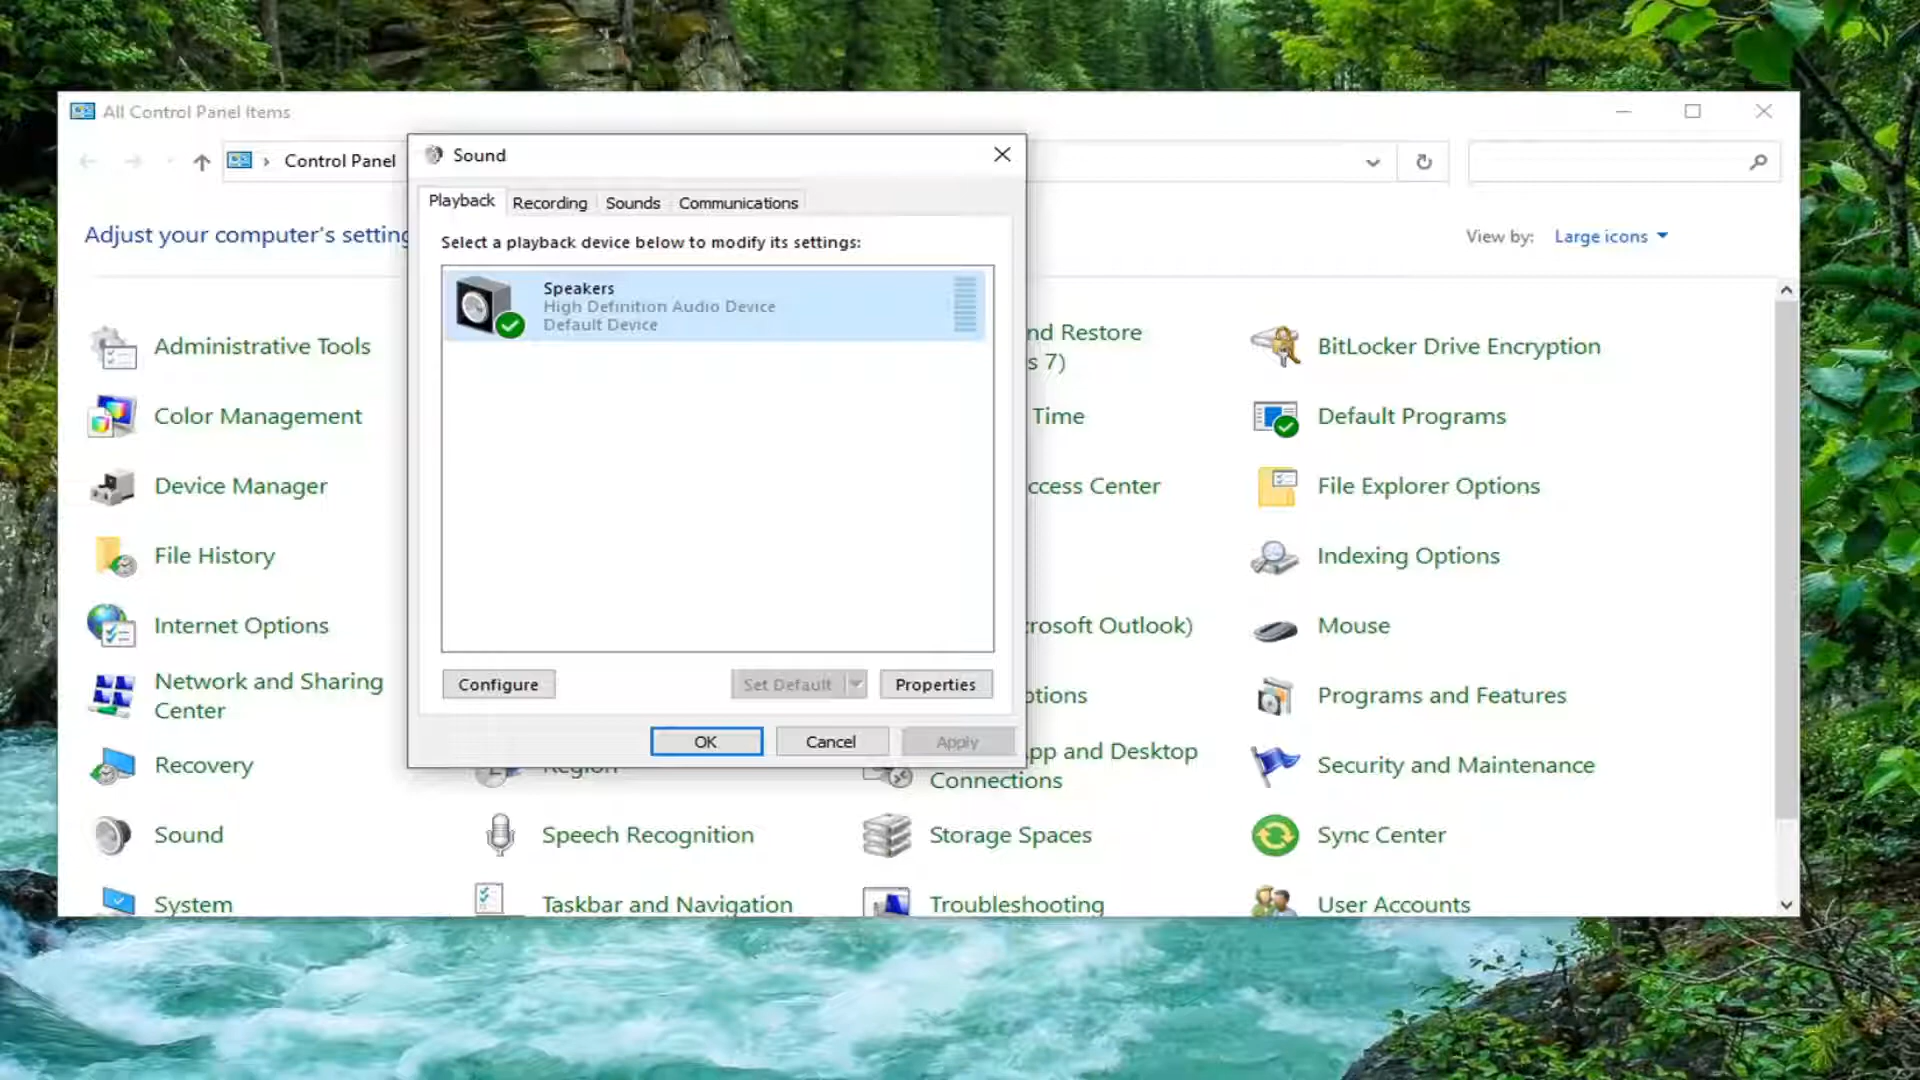 All Control Panel Items
Control Panel
Adjust your computer's setting
View by: Large icons
Sound
Playback
Recording
Sounds
Communications
Select a playback device below to modify its settings:
Speakers
High Definition Audio Device
Default Device
Configure
Set Default
Properties
OK
Cancel
Apply
Administrative Tools
nd Restore
s 7)
BitLocker Drive Encryption
Color Management
Time
Default Programs
Device Manager
ccess Center
File Explorer Options
File History
Indexing Options
Internet Options
rosoft Outlook)
Mouse
Network and Sharing
Center
ptions
Programs and Features
Recovery
Region
pp and Desktop
Connections
Security and Maintenance
Sound
Speech Recognition
Storage Spaces
Sync Center
System
Taskbar and Navigation
Troubleshooting
User Accounts